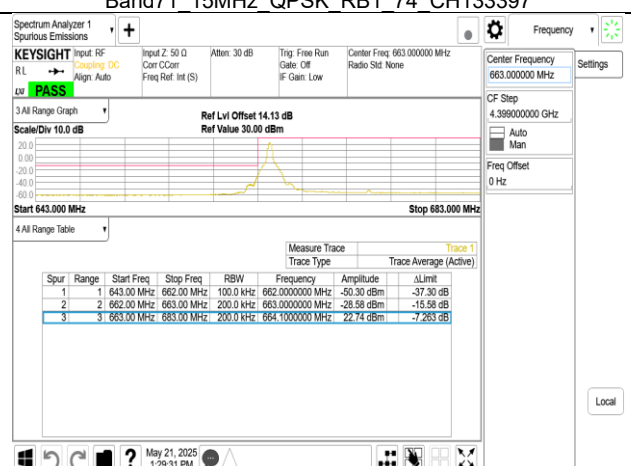 Band71_15MHz_QPSK_RB1_74_CH133397
Spectrum Analyzer 1
Spurious Emissions
Frequency
KEYSIGHT Input: RF Input Z: 50 Ω Atten: 30 dB Trig: Free Run Center Freq: 663.000000 MHz
RL Coupling: DC Corr CCorr Gate: Off Radio Std: None
Align: Auto Freq Ref: Int (S) IF Gain: Low
PASS
Center Frequency
663.000000 MHz
Settings
CF Step
4.399000000 GHz
Auto
Man
Freq Offset
0 Hz
3 All Range Graph
Ref Lvl Offset 14.13 dB
Scale/Div 10.0 dB Ref Value 30.00 dBm
20.0
0.00
-20.0
-40.0
-60.0
Start 643.000 MHz Stop 683.000 MHz
4 All Range Table
Measure Trace Trace 1
Trace Type Trace Average (Active)
Spur Range Start Freq Stop Freq RBW Frequency Amplitude ΔLimit
1 1 643.00 MHz 662.00 MHz 100.0 kHz 662.0000000 MHz -50.30 dBm -37.30 dB
2 2 662.00 MHz 663.00 MHz 200.0 kHz 663.0000000 MHz -28.58 dBm -15.58 dB
3 3 663.00 MHz 683.00 MHz 200.0 kHz 664.1000000 MHz 22.74 dBm -7.263 dB
Local
May 21, 2025
1:29:31 PM